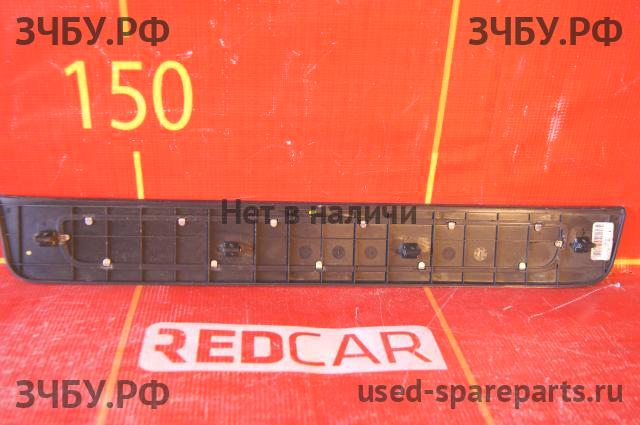 ЗЧБУ.РФ ЗЧБУ.РФ
150
Нет в наличи
REDCAR
ЗЧБУ.РФ used-spareparts.ru